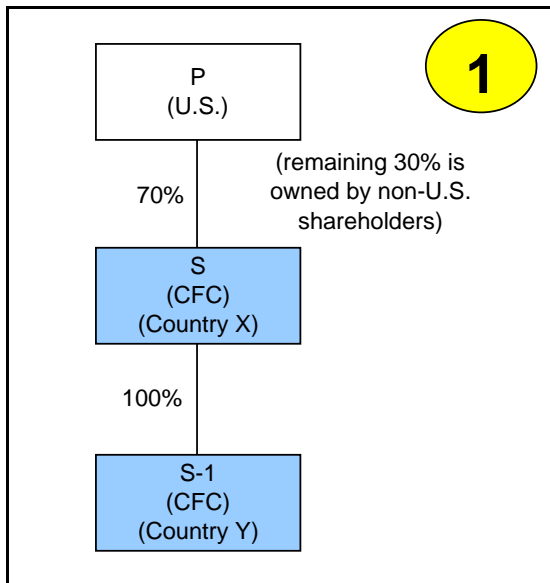 P
(U.S.)
1
(remaining 30% is
owned by non-U.S.
shareholders)
70%
S
(CFC)
(Country X)
100%
S-1
(CFC)
(Country Y)